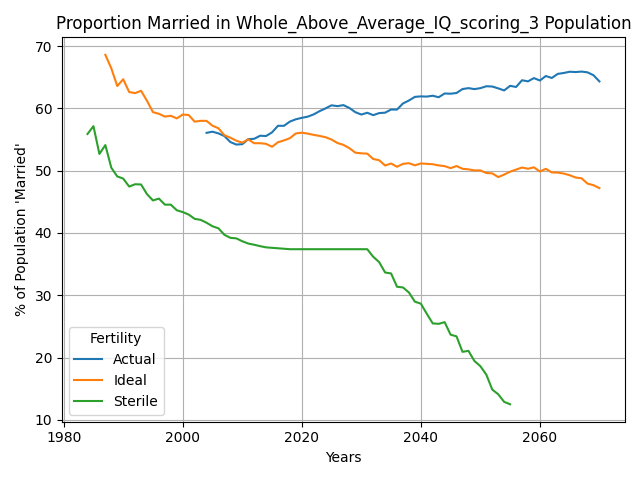 Proportion Married in Whole_Above_Average_IQ_scoring_3 Population
% of Population 'Married'
70
60
50
40
30
20
10
Fertility
Actual
Ideal
Sterile
1980
2000
2020
2040
2060
Years